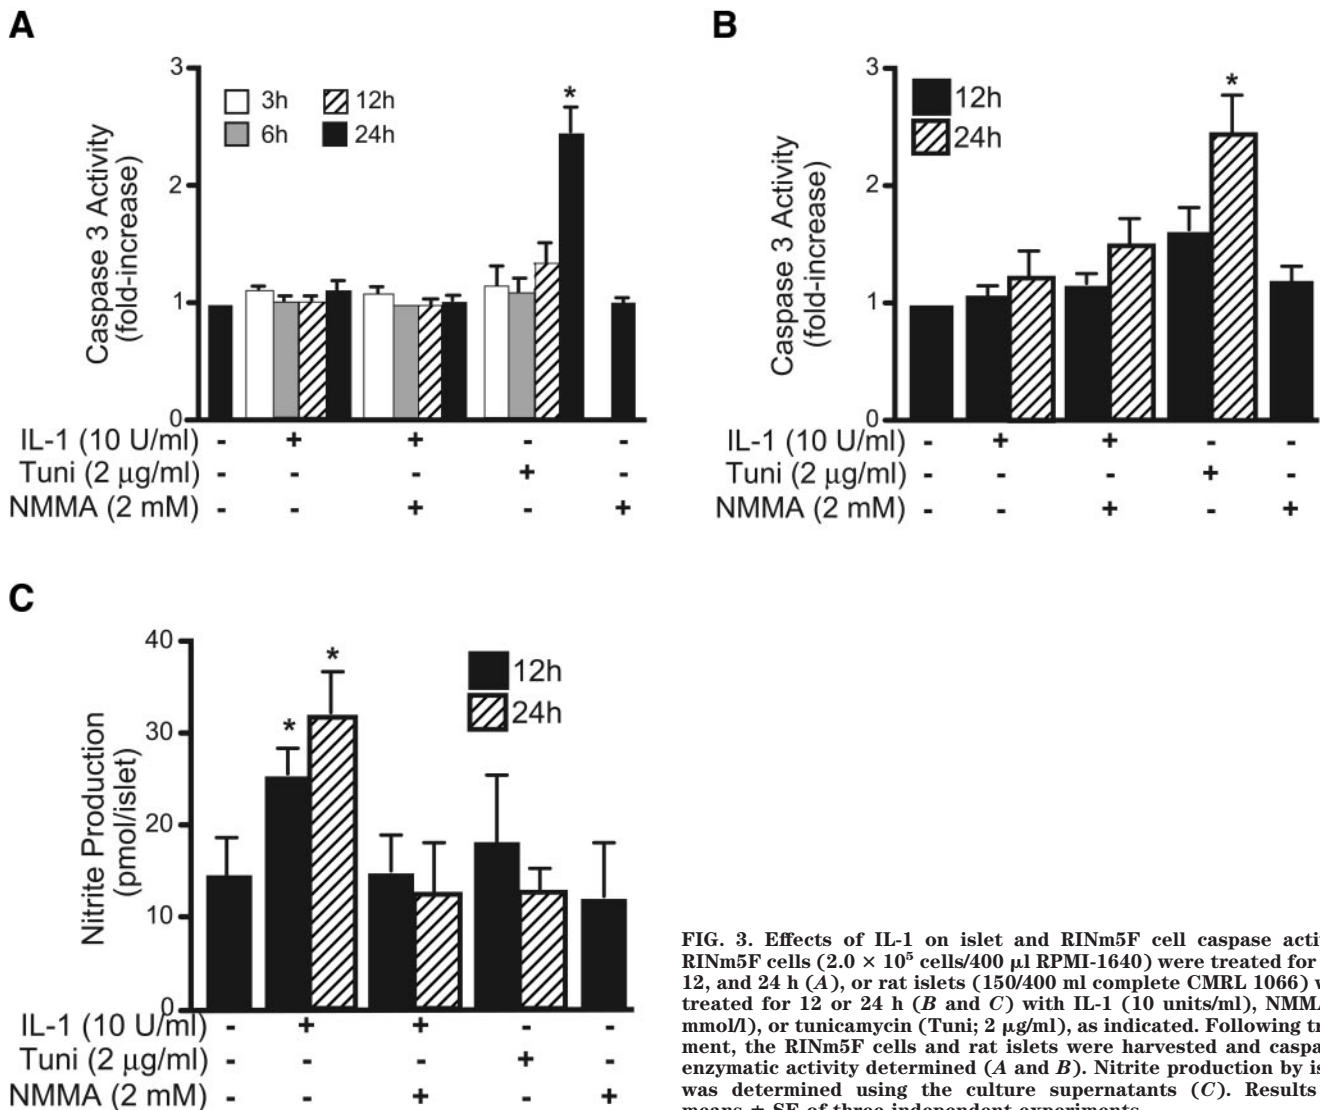 A
3
2
1
0
Caspase 3 Activity
(fold-increase)
3h
6h
12h
24h
*
IL-1 (10 U/ml) - + + - -
Tuni (2 μg/ml) - - - + -
NMMA (2 mM) - - + - +
B
3
2
1
0
Caspase 3 Activity
(fold-increase)
12h
24h
*
IL-1 (10 U/ml) - + + - -
Tuni (2 μg/ml) - - - + -
NMMA (2 mM) - - + - +
C
40
30
20
10
0
Nitrite Production
(pmol/islet)
12h
24h
*
*
IL-1 (10 U/ml) - + + - -
Tuni (2 μg/ml) - - - + -
NMMA (2 mM) - - + - +
FIG. 3. Effects of IL-1 on islet and RINm5F cell caspase
RINm5F cells (2.0 × 10⁵ cells/400 μl RPMI-1640) were treated for
12, and 24 h (A), or rat islets (150/400 ml complete CMRL 1066)
treated for 12 or 24 h (B and C) with IL-1 (10 units/ml),
mmol/l), or tunicamycin (Tuni; 2 μg/ml), as indicated. Following
ment, the RINm5F cells and rat islets were harvested and
enzymatic activity determined (A and B). Nitrite production by
was determined using the culture supernatants (C). Results
means ± SE of three independent experiments